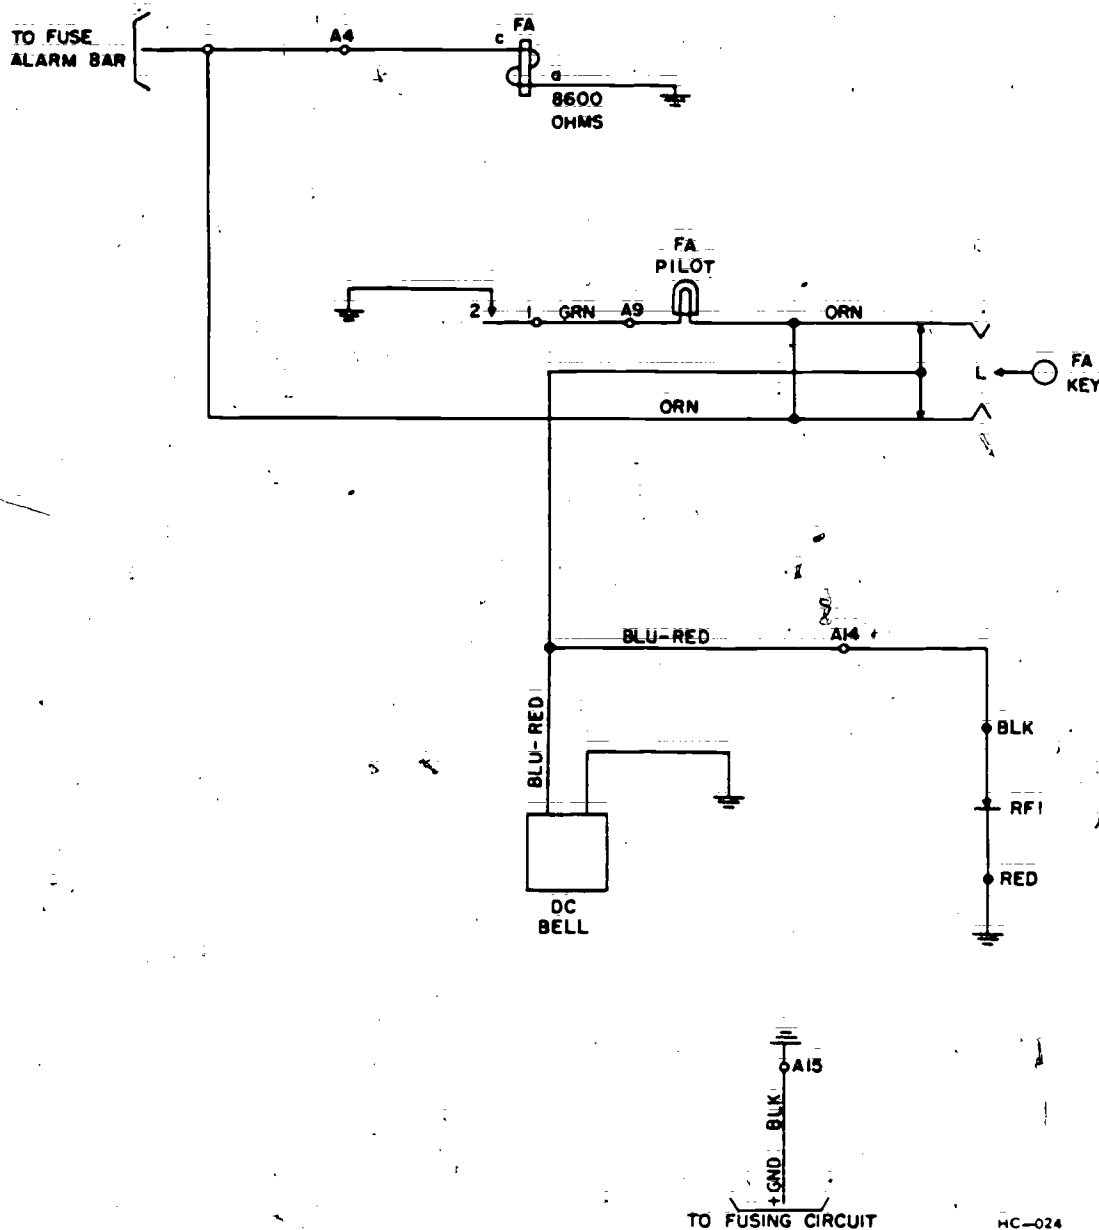 TO FUSE
ALARM BAR
A4
c
FA
a
8600
OHMS
FA
PILOT
2
1
GRN
A9
ORN
L
FA
KEY
ORN
BLU-RED
A14
BLU-RED
BLK
RF1
RED
DC
BELL
A15
BLK
+GND
TO FUSING CIRCUIT
HC-024